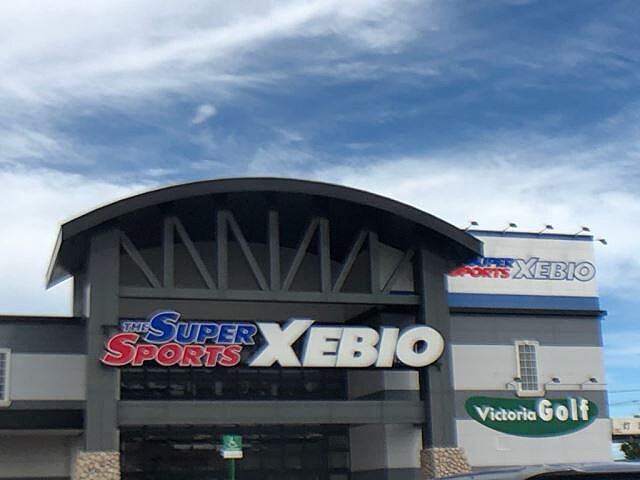 SUPER
SPORTS XEBIO
THE SUPER
SPORTS XEBIO
Victoria Golf